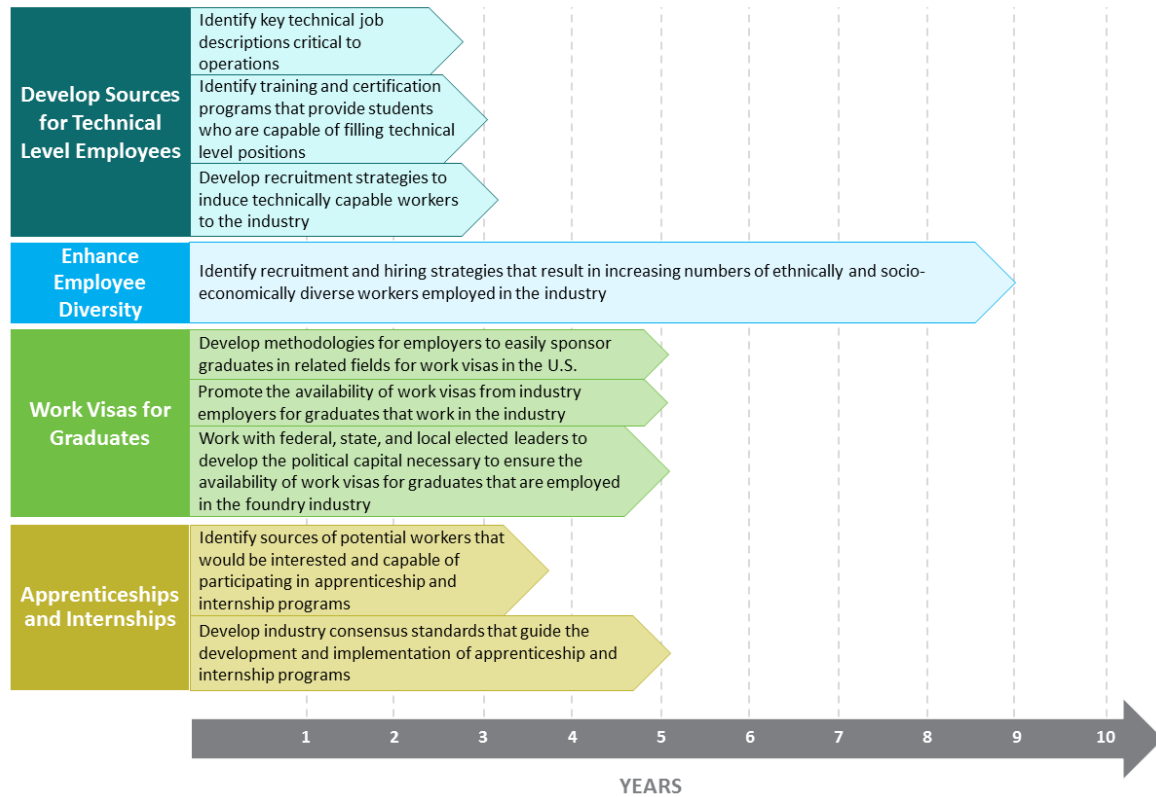 Develop Sources
for Technical
Level Employees
Identify key technical job
descriptions critical to
operations
Identify training and certification
programs that provide students
who are capable of filling technical
level positions
Develop recruitment strategies to
induce technically capable workers
to the industry
Enhance
Employee
Diversity
Identify recruitment and hiring strategies that result in increasing numbers of ethnically and socio-
economically diverse workers employed in the industry
Work Visas for
Graduates
Develop methodologies for employers to easily sponsor
graduates in related fields for work visas in the U.S.
Promote the availability of work visas from industry
employers for graduates that work in the industry
Work with federal, state, and local elected leaders to
develop the political capital necessary to ensure the
availability of work visas for graduates that are employed
in the foundry industry
Apprenticeships
and Internships
Identify sources of potential workers that
would be interested and capable of
participating in apprenticeship and
internship programs
Develop industry consensus standards that guide the
development and implementation of apprenticeship and
internship programs
1 2 3 4 5 6 7 8 9 10
YEARS